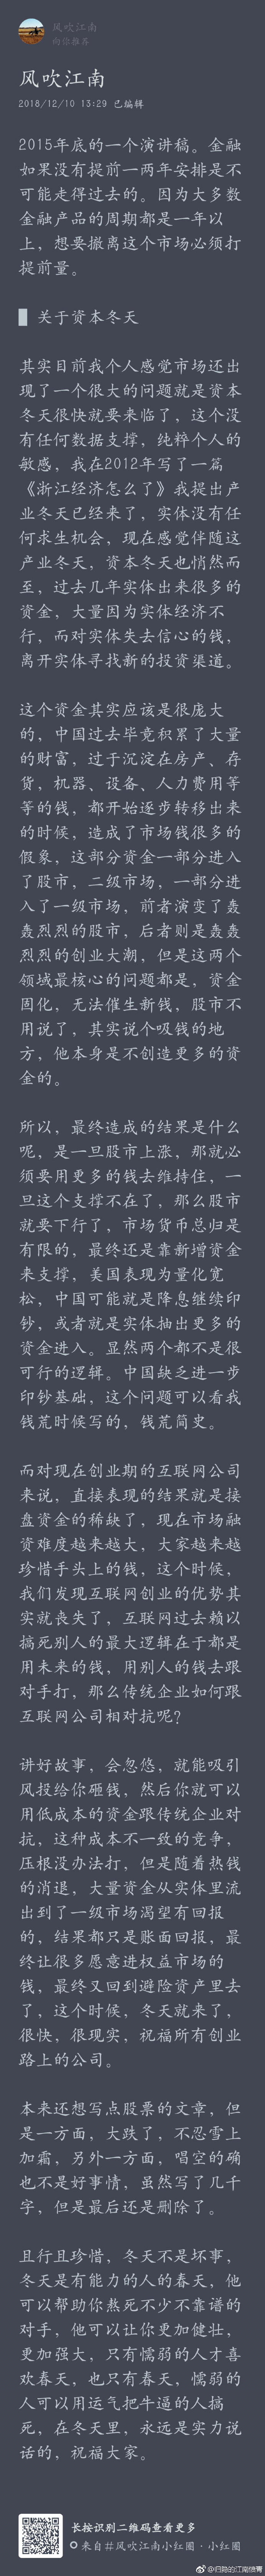 风吹江南
向你推荐
风吹江南
2018/12/10 13:29 已编辑
2015年底的一个演讲稿。金融
如果没有提前一两年安排是不
可能走得过去的。因为大多数
金融产品的周期都是一年以
上，想要撤离这个市场必须打
提前量。
关于资本冬天
其实目前我个人感觉市场还出
现了一个很大的问题就是资本
冬天很快就要来临了，这个没
有任何数据支撑，纯粹个人的
敏感，我在2012年写了一篇
《浙江经济怎么了》我提出产
业冬天已经来了，实体没有任
何求生机会，现在感觉伴随这
产业冬天，资本冬天也悄然而
至，过去几年实体出来很多的
资金，大量因为实体经济不
行，而对实体失去信心的钱，
离开实体寻找新的投资渠道。
这个资金其实应该是很庞大
的，中国过去毕竟积累了大量
的财富，过于沉淀在房产、存
货，机器、设备、人力费用等
等的钱，都开始逐步转移出来
的时候，造成了市场钱很多的
假象，这部分资金一部分进入
了股市，二级市场，一部分进
入了一级市场，前者演变了轰
轰烈烈的股市，后者则是轰轰
烈烈的创业大潮，但是这两个
领域最核心的问题都是，资金
固化，无法催生新钱，股市不
用说了，其实说个吸钱的地
方，他本身是不创造更多的资
金的。
所以，最终造成的结果是什么
呢，是一旦股市上涨，那就必
须要用更多的钱去维持住，一
旦这个支撑不在了，那么股市
就要下行了，市场货币总归是
有限的，最终还是靠新增资金
来支撑，美国表现为量化宽
松，中国可能就是降息继续印
钞，或者就是实体抽出更多的
资金进入。显然两个都不是很
可行的逻辑。中国缺乏进一步
印钞基础，这个问题可以看我
钱荒时候写的，钱荒简史。
而对现在创业期的互联网公司
来说，直接表现的结果就是接
盘资金的稀缺了，现在市场融
资难度越来越大，大家越来越
珍惜手头上的钱，这个时候，
我们发现互联网创业的优势其
实就丧失了，互联网过去赖以
搞死别人的最大逻辑在于都是
用未来的钱，用别人的钱去跟
对手打，那么传统企业如何跟
互联网公司相对抗呢？
讲好故事，会忽悠，就能吸引
风投给你砸钱，然后你就可以
用低成本的资金跟传统企业对
抗，这种成本不一致的竞争，
压根没办法打，但是随着热钱
的消退，大量资金从实体里流
出到了一级市场渴望有回报
的，结果都只是账面回报，最
终让很多愿意进权益市场的
钱，最终又回到避险资产里去
了，这个时候，冬天就来了，
很快，很现实，祝福所有创业
路上的公司。
本来还想写点股票的文章，但
是一方面，大跌了，不忍雪上
加霜，另外一方面，唱空的确
也不是好事情，虽然写了几千
字，但是最后还是删除了。
且行且珍惜，冬天不是坏事，
冬天是有能力的人的春天，他
可以帮助你熬死不少不靠谱的
对手，他可以让你更加健壮，
更加强大，只有懦弱的人才喜
欢春天，也只有春天，懦弱的
人可以用运气把牛逼的人搞
死，在冬天里，永远是实力说
话的，祝福大家。
长按识别二维码查看更多
来自#风吹江南小红圈·小红圈
@归隐的江南愤青